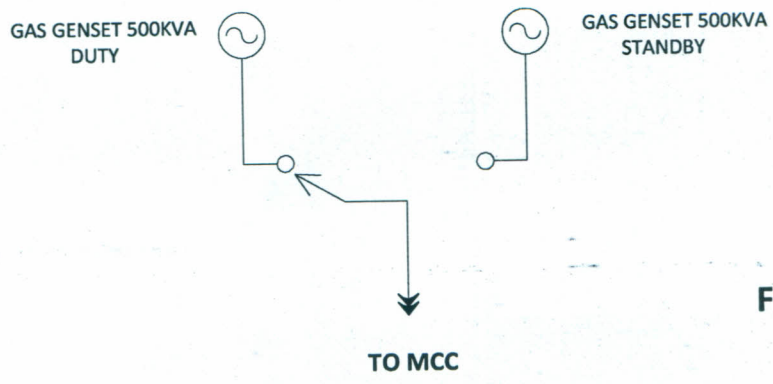 GAS GENSET 500KVA
DUTY
GAS GENSET 500KVA
STANDBY
F
TO MCC